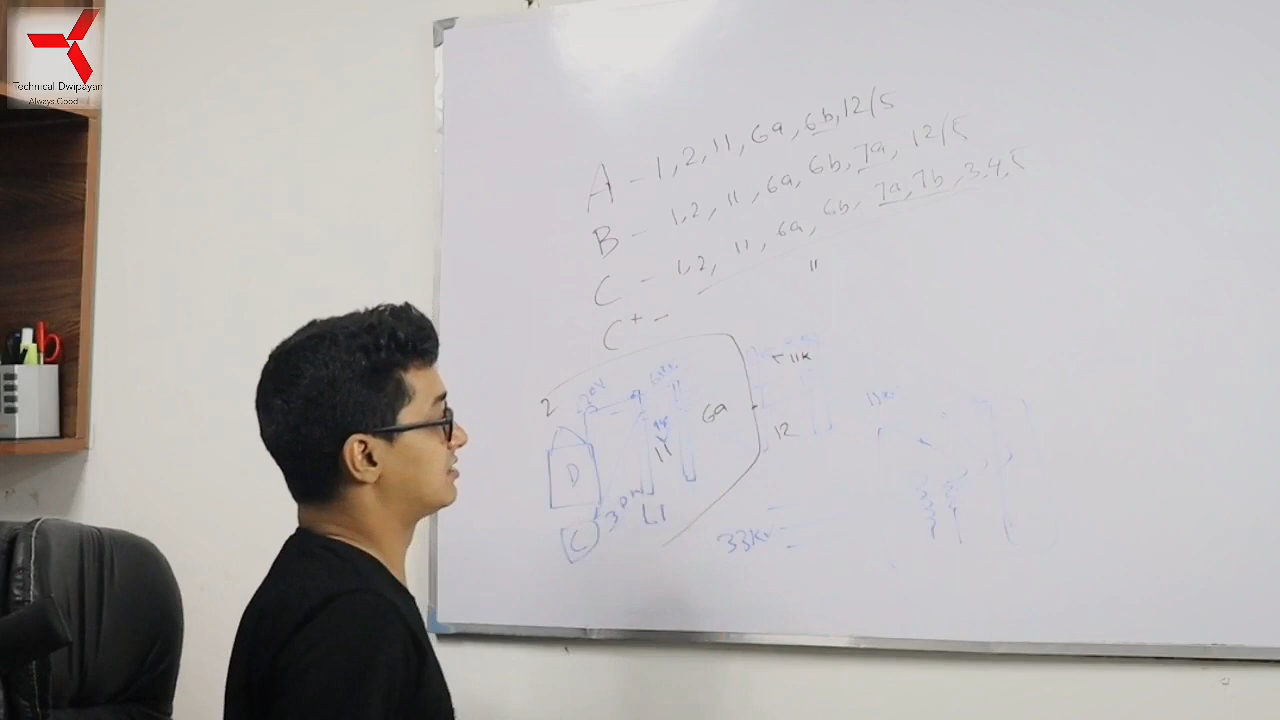 Technical Dwipayan
Always Good
A - 1, 2, 11, 6a, 6b, 12/5
B - 1, 2, 11, 6a, 6b, 7a, 12/5
C - 1, 2, 11, 6a, 6b, 7a, 7b, 3, 4, 5
C+ - "
2
11
6a
11k
12
D
C
33kv